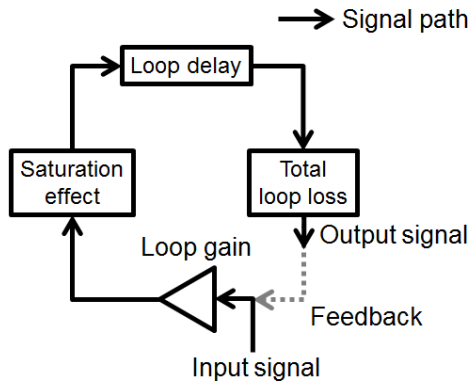 Signal path
Loop delay
Saturation
effect
Total
loop loss
Output signal
Loop gain
Feedback
Input signal